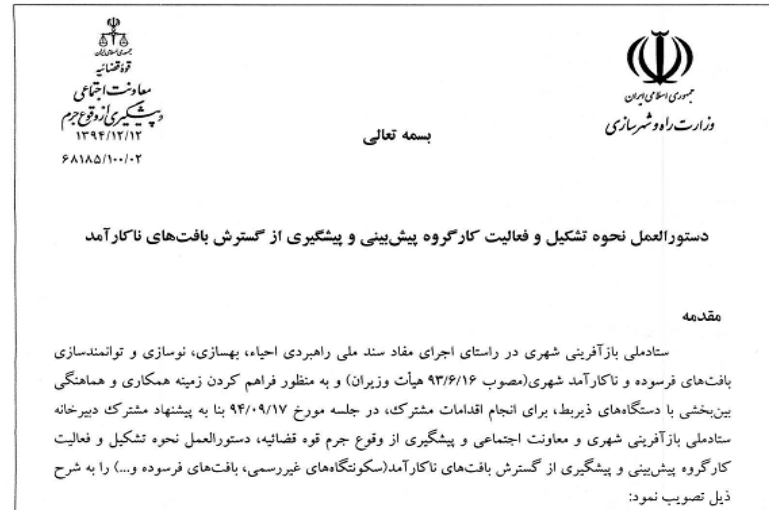 جمهوری اسلامی ایران
وزارت راه و شهرسازی
جمهوری اسلامی ایران
قوهٔ قضائیه
معاونت اجتماعی
و پیشگیری از وقوع جرم
۱۳۹۴/۱۲/۱۲
۶۸۱۸۵/۱۰۰/۰۲
بسمه تعالی
دستورالعمل نحوه تشکیل و فعالیت کارگروه پیش‌بینی و پیشگیری از گسترش بافت‌های ناکارآمد
مقدمه
ستادملی بازآفرینی شهری در راستای اجرای مفاد سند ملی راهبردی احیاء، بهسازی، نوسازی و توانمندسازی
بافت‌های فرسوده و ناکارآمد شهری(مصوب ۹۳/۶/۱۶ هیأت وزیران) و به منظور فراهم کردن زمینه همکاری و هماهنگی
بین‌بخشی با دستگاه‌های ذیربط، برای انجام اقدامات مشترک، در جلسه مورخ ۹۴/۰۹/۱۷ بنا به پیشنهاد مشترک دبیرخانه
ستادملی بازآفرینی شهری و معاونت اجتماعی و پیشگیری از وقوع جرم قوه قضائیه، دستورالعمل نحوه تشکیل و فعالیت
کارگروه پیش‌بینی و پیشگیری از گسترش بافت‌های ناکارآمد(سکونتگاه‌های غیررسمی، بافت‌های فرسوده و...) را به شرح
ذیل تصویب نمود: